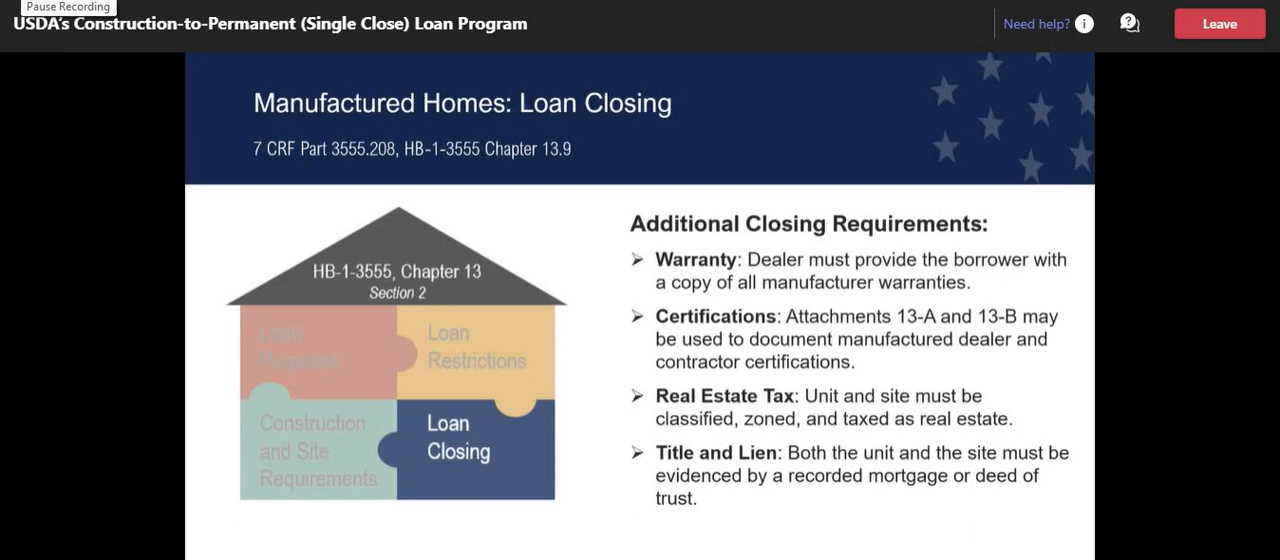 Pause Recording
USDA's Construction-to-Permanent (Single Close) Loan Program
Need help?
Leave
Manufactured Homes: Loan Closing
7 CRF Part 3555.208, HB-1-3555 Chapter 13.9
HB-1-3555, Chapter 13
Section 2
Loan
Purposes
Loan
Restrictions
Construction
and Site
Requirements
Loan
Closing
Additional Closing Requirements:
➢ Warranty: Dealer must provide the borrower with
a copy of all manufacturer warranties.
➢ Certifications: Attachments 13-A and 13-B may
be used to document manufactured dealer and
contractor certifications.
➢ Real Estate Tax: Unit and site must be
classified, zoned, and taxed as real estate.
➢ Title and Lien: Both the unit and the site must be
evidenced by a recorded mortgage or deed of
trust.